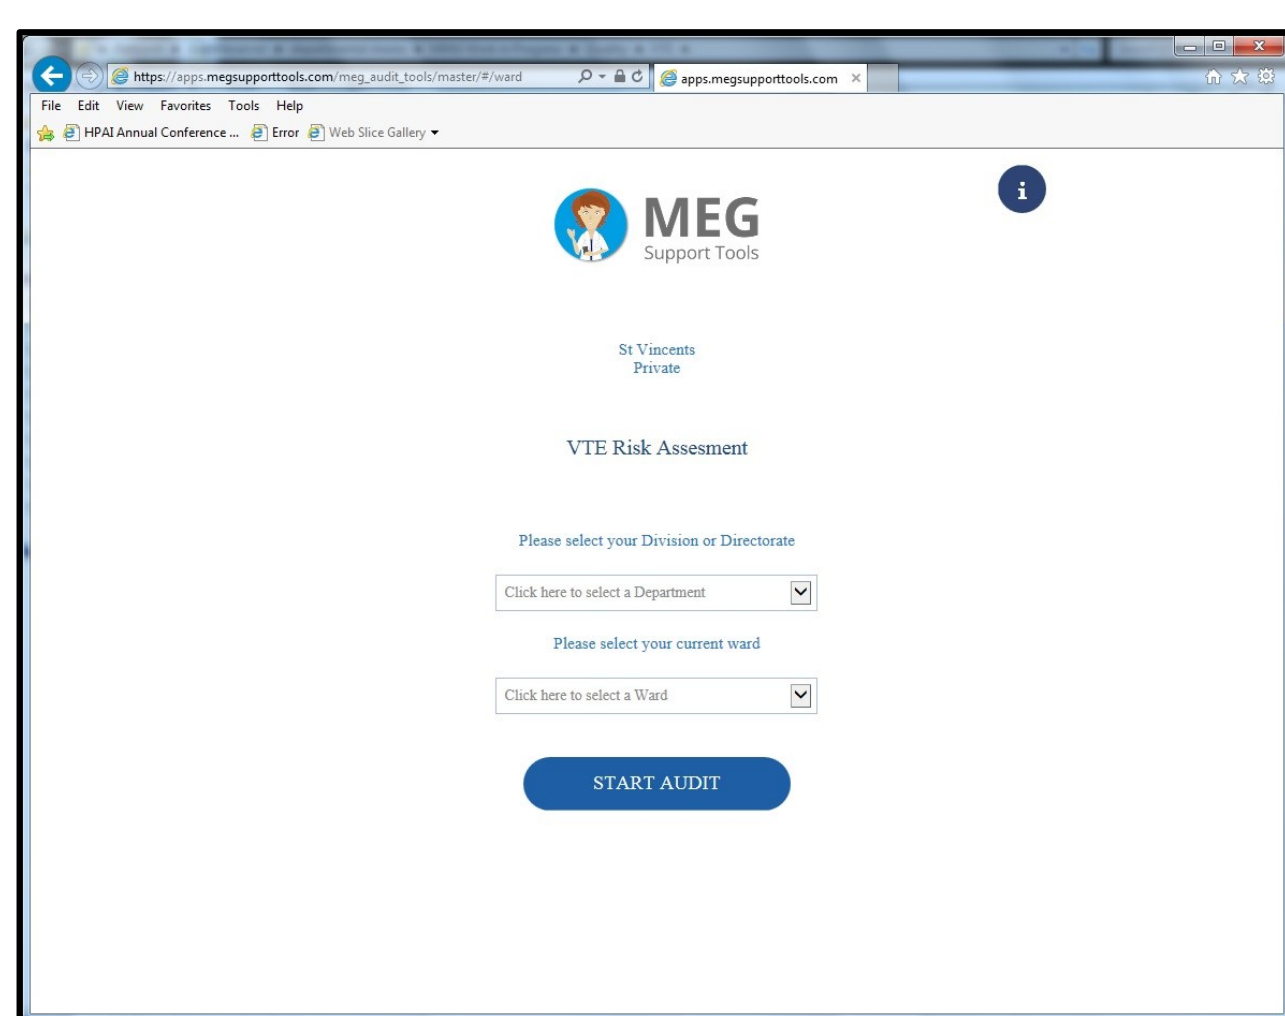 https://apps.megsupporttools.com/meg_audit_tools/master/#/ward
apps.megsupporttools.com
File Edit View Favorites Tools Help
HPAI Annual Conference ... Error Web Slice Gallery
i
MEG
Support Tools
St Vincents
Private
VTE Risk Assesment
Please select your Division or Directorate
Click here to select a Department
Please select your current ward
Click here to select a Ward
START AUDIT